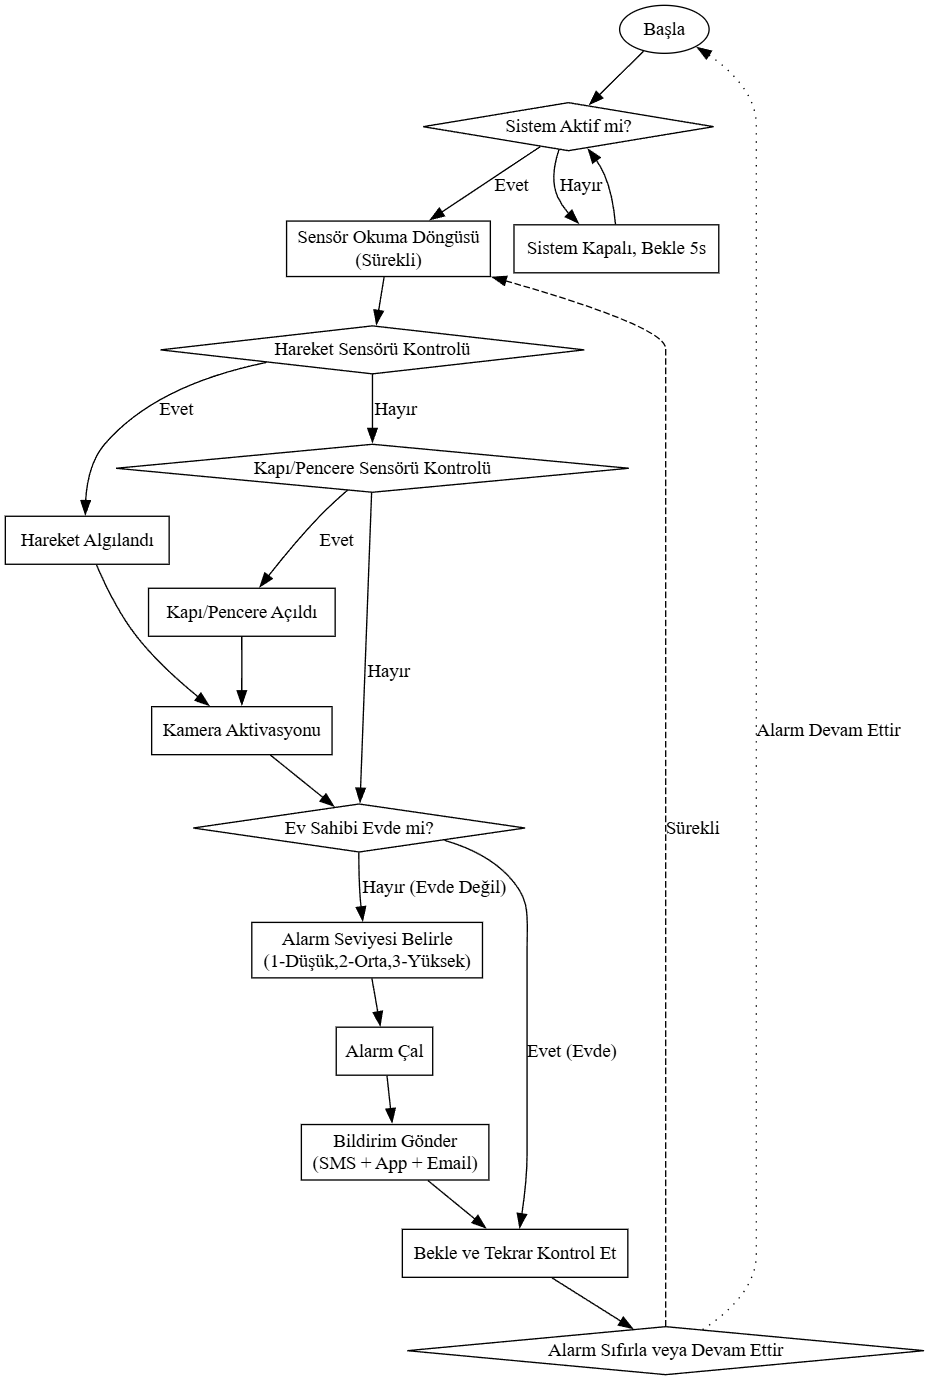 Başla
Sistem Aktif mi?
Evet
Hayır
Sensör Okuma Döngüsü
(Sürekli)
Sistem Kapalı, Bekle 5s
Hareket Sensörü Kontrolü
Evet
Hayır
Kapı/Pencere Sensörü Kontrolü
Hareket Algılandı
Evet
Kapı/Pencere Açıldı
Hayır
Kamera Aktivasyonu
Alarm Devam Ettir
Ev Sahibi Evde mi?
Sürekli
Hayır (Evde Değil)
Alarm Seviyesi Belirle
(1-Düşük,2-Orta,3-Yüksek)
Alarm Çal
Evet (Evde)
Bildirim Gönder
(SMS + App + Email)
Bekle ve Tekrar Kontrol Et
Alarm Sıfırla veya Devam Ettir